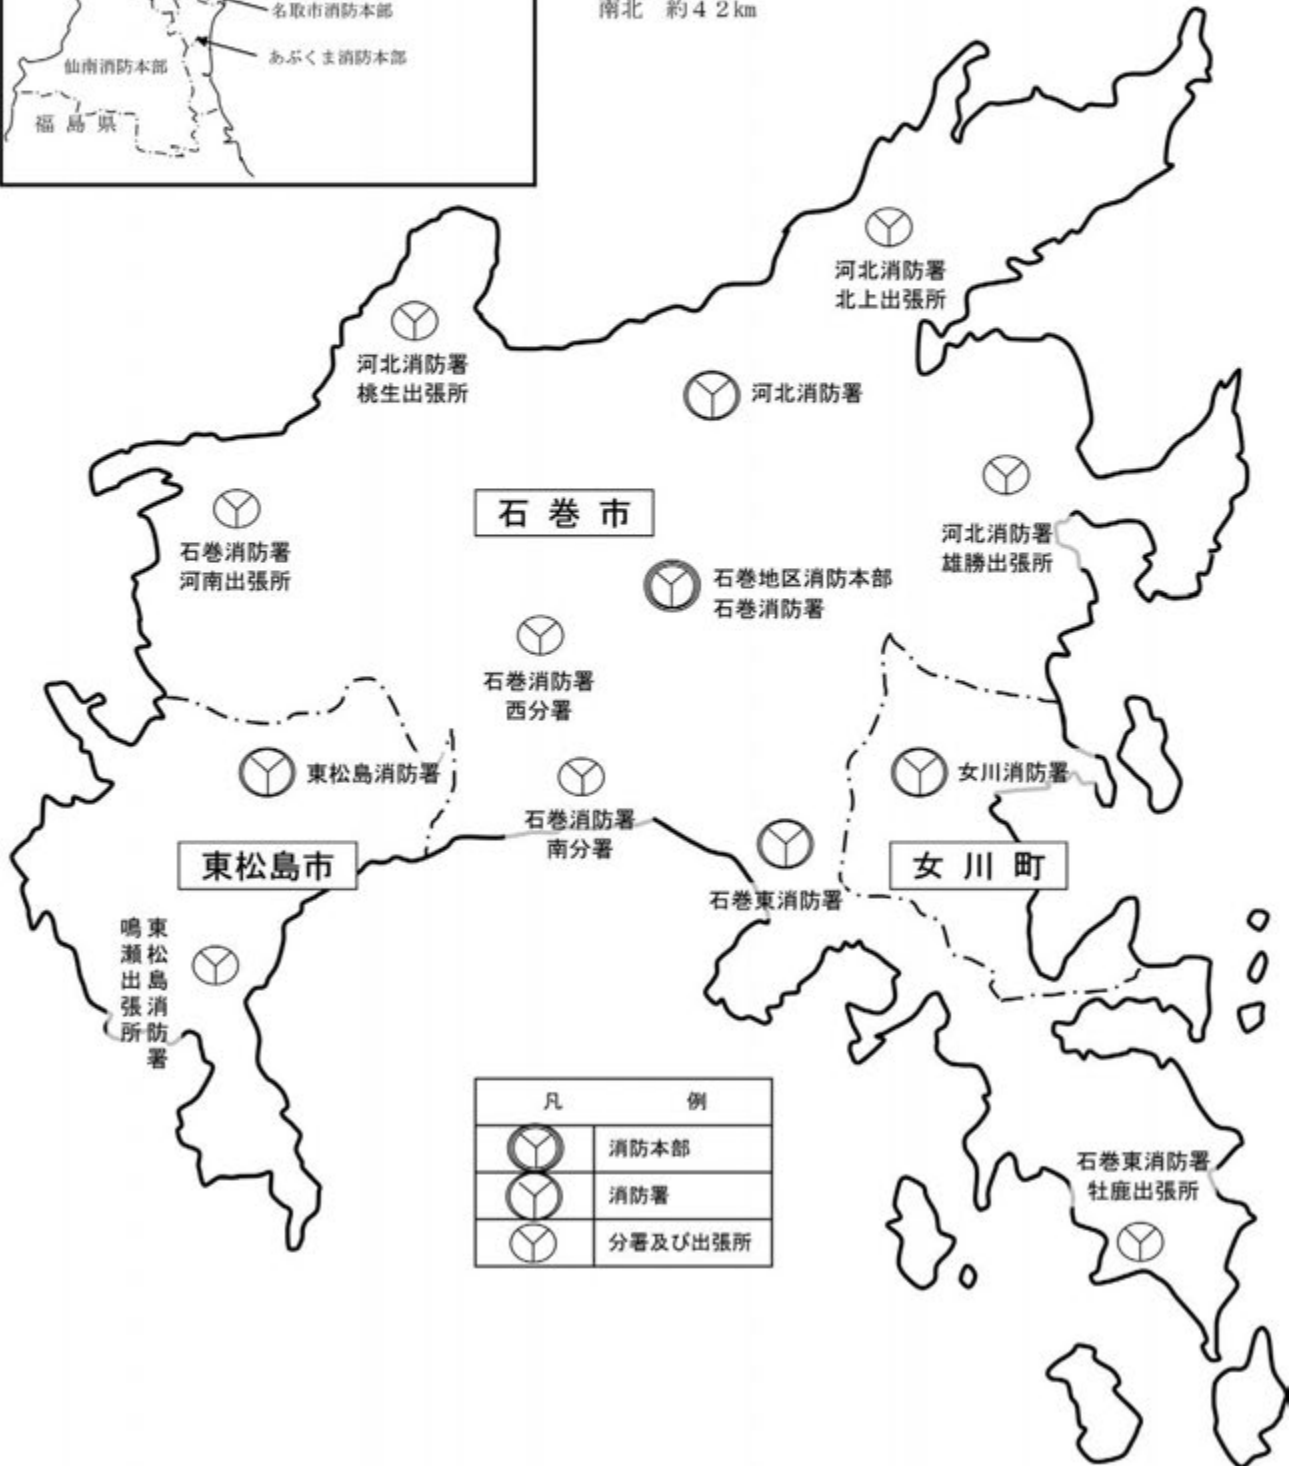 名取市消防本部
あぶくま消防本部
仙南消防本部
福島県
南北 約42km
河北消防署
北上出張所
河北消防署
桃生出張所
河北消防署
石巻市
河北消防署
雄勝出張所
石巻消防署
河南出張所
石巻地区消防本部
石巻消防署
石巻消防署
西分署
東松島消防署
石巻消防署
南分署
女川消防署
東松島市
女川町
石巻東消防署
東松島消防署
鳴瀬出張所
凡例
消防本部
消防署
分署及び出張所
石巻東消防署
牡鹿出張所